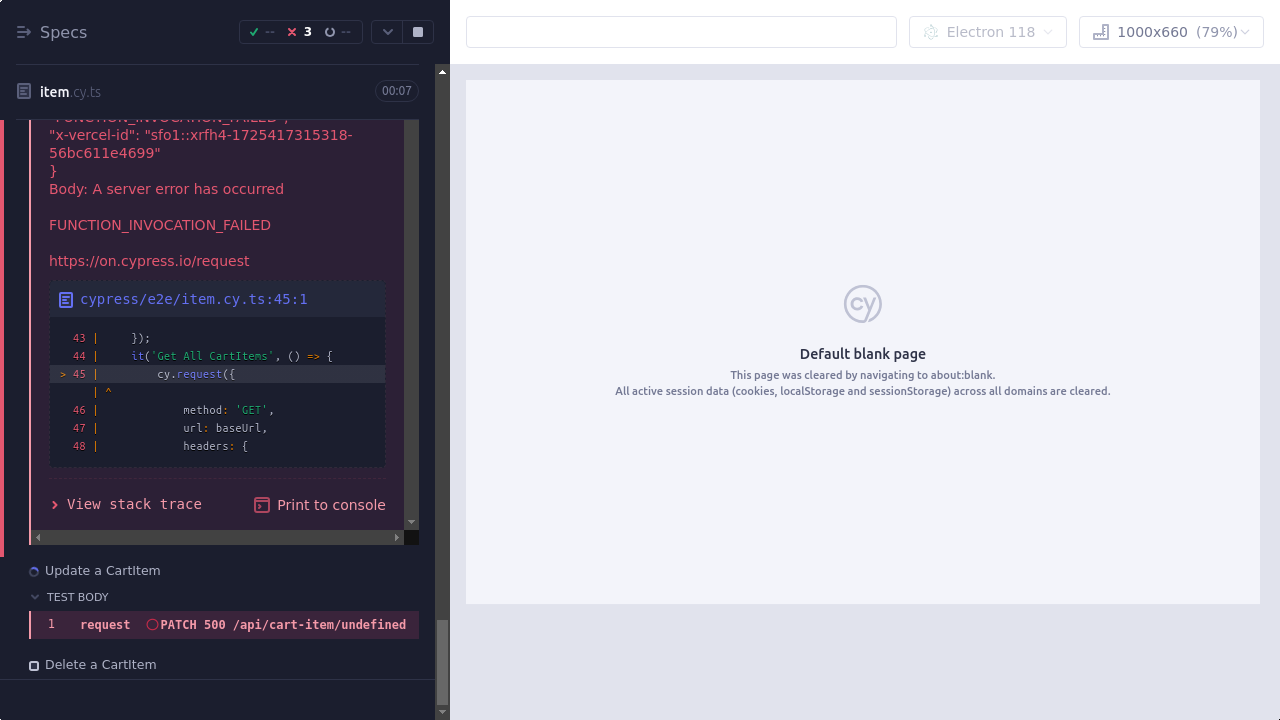 Specs
--
3
--
Electron 118
1000x660 (79%)
item.cy.ts
00:07
"FUNCTION_INVOCATION_FAILED",
"x-vercel-id": "sfo1::xrfh4-1725417315318-
56bc611e4699"
}
Body: A server error has occurred
FUNCTION_INVOCATION_FAILED
https://on.cypress.io/request
cypress/e2e/item.cy.ts:45:1
43 | });
44 | it('Get All CartItems', () => {
> 45 | cy.request({
| ^
46 | method: 'GET',
47 | url: baseUrl,
48 | headers: {
View stack trace
Print to console
Update a CartItem
TEST BODY
1 request PATCH 500 /api/cart-item/undefined
Delete a CartItem
cy
Default blank page
This page was cleared by navigating to about:blank.
All active session data (cookies, localStorage and sessionStorage) across all domains are cleared.